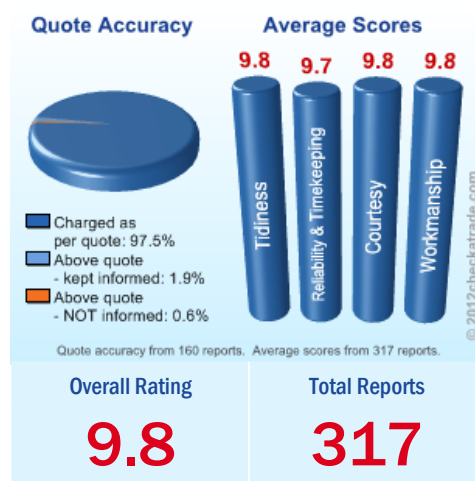 Quote Accuracy
Average Scores
9.8
9.7
9.8
9.8
Tidiness
Reliability & Timekeeping
Courtesy
Workmanship
Charged as
per quote: 97.5%
Above quote
- kept informed: 1.9%
Above quote
- NOT informed: 0.6%
© 2012checkatrade.com
Quote accuracy from 160 reports. Average scores from 317 reports.
Overall Rating
9.8
Total Reports
317